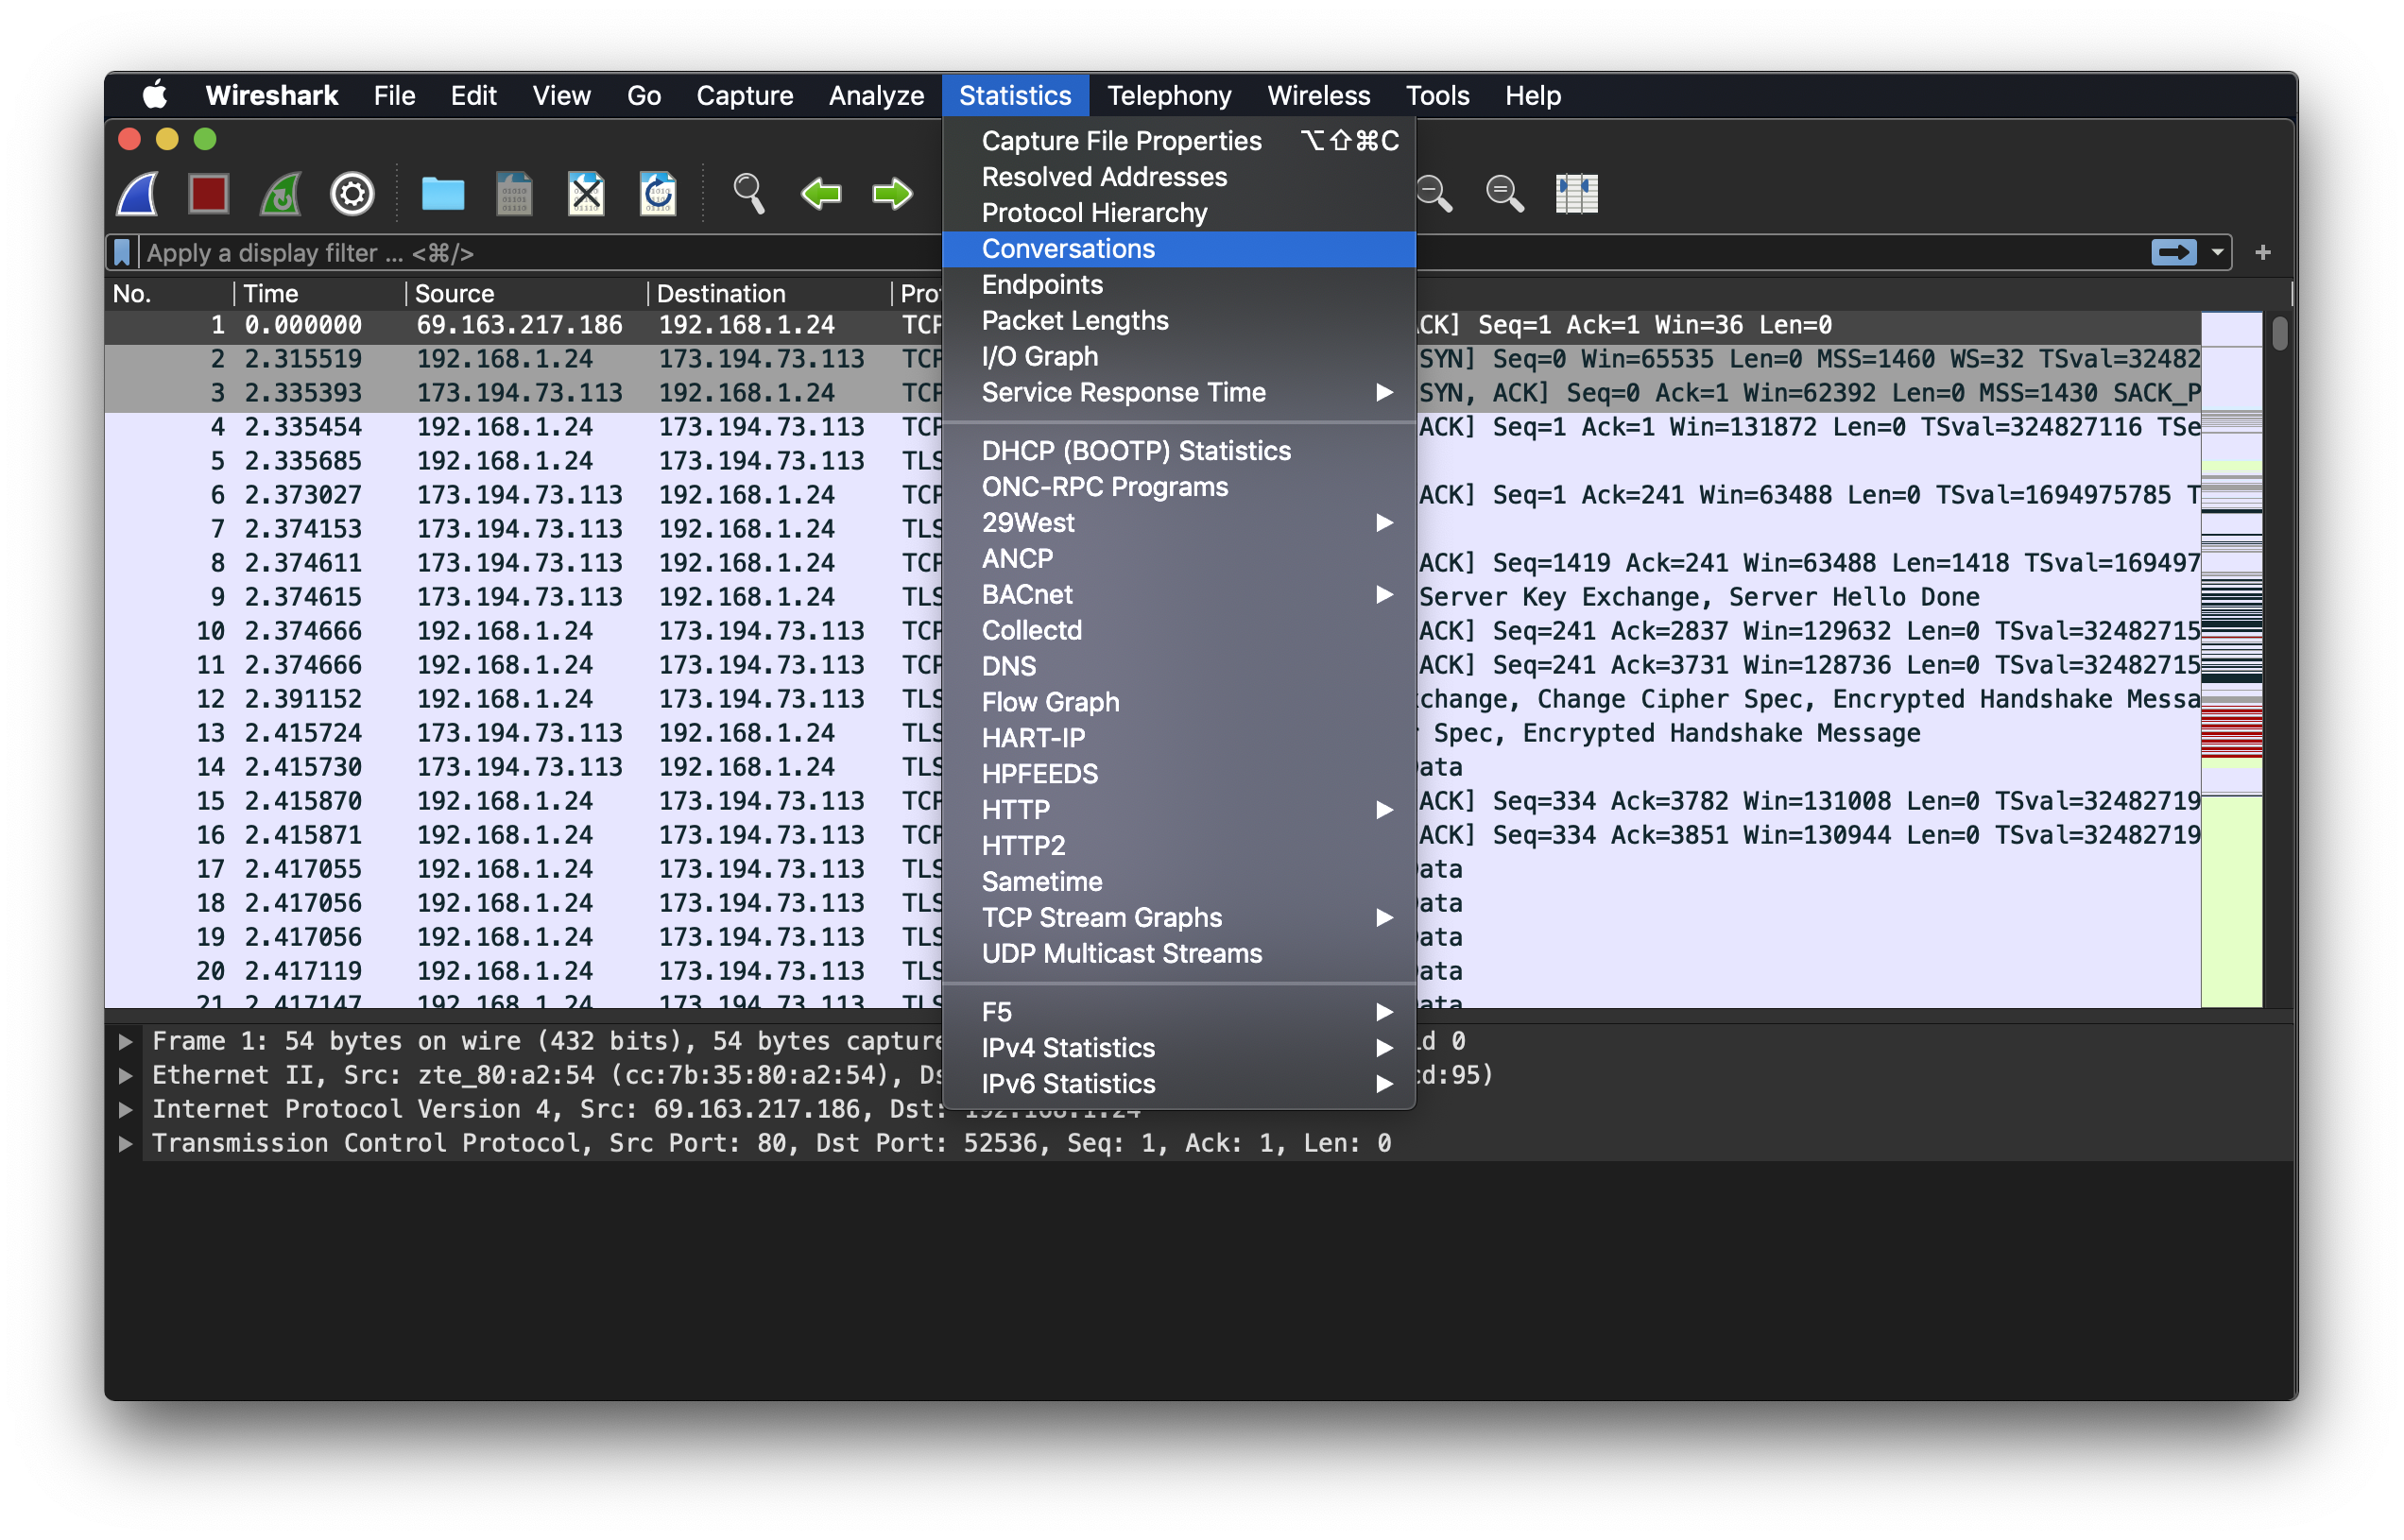 Wireshark File Edit View Go Capture Analyze Statistics Telephony Wireless Tools Help
Capture File Properties ⌥⇧⌘C
Resolved Addresses
Protocol Hierarchy
Conversations
Endpoints
Packet Lengths
I/O Graph
Service Response Time
DHCP (BOOTP) Statistics
ONC-RPC Programs
29West
ANCP
BACnet
Collectd
DNS
Flow Graph
HART-IP
HPFEEDS
HTTP
HTTP2
Sametime
TCP Stream Graphs
UDP Multicast Streams
F5
IPv4 Statistics
IPv6 Statistics
Apply a display filter ... <⌘/>
No. Time Source Destination
1 0.000000 69.163.217.186 192.168.1.24 TCP Seq=1 Ack=1 Win=36 Len=0
2 2.315519 192.168.1.24 173.194.73.113 TCP SYN] Seq=0 Win=65535 Len=0 MSS=1460 WS=32 TSval=32482
3 2.335393 173.194.73.113 192.168.1.24 TCP SYN, ACK] Seq=0 Ack=1 Win=62392 Len=0 MSS=1430 SACK_P
4 2.335454 192.168.1.24 173.194.73.113 TCP ACK] Seq=1 Ack=1 Win=131872 Len=0 TSval=324827116 TSe
5 2.335685 192.168.1.24 173.194.73.113 TLS
6 2.373027 173.194.73.113 192.168.1.24 TCP ACK] Seq=1 Ack=241 Win=63488 Len=0 TSval=1694975785 T
7 2.374153 173.194.73.113 192.168.1.24 TLS
8 2.374611 173.194.73.113 192.168.1.24 TCP ACK] Seq=1419 Ack=241 Win=63488 Len=1418 TSval=169497
9 2.374615 173.194.73.113 192.168.1.24 TLS Server Key Exchange, Server Hello Done
10 2.374666 192.168.1.24 173.194.73.113 TCP ACK] Seq=241 Ack=2837 Win=129632 Len=0 TSval=32482715
11 2.374666 192.168.1.24 173.194.73.113 TCP ACK] Seq=241 Ack=3731 Win=128736 Len=0 TSval=32482715
12 2.391152 192.168.1.24 173.194.73.113 TLS change, Change Cipher Spec, Encrypted Handshake Messa
13 2.415724 173.194.73.113 192.168.1.24 TLS Spec, Encrypted Handshake Message
14 2.415730 173.194.73.113 192.168.1.24 TLS ata
15 2.415870 192.168.1.24 173.194.73.113 TCP ACK] Seq=334 Ack=3782 Win=131008 Len=0 TSval=32482719
16 2.415871 192.168.1.24 173.194.73.113 TCP ACK] Seq=334 Ack=3851 Win=130944 Len=0 TSval=32482719
17 2.417055 192.168.1.24 173.194.73.113 TLS ata
18 2.417056 192.168.1.24 173.194.73.113 TLS ata
19 2.417056 192.168.1.24 173.194.73.113 TLS ata
20 2.417119 192.168.1.24 173.194.73.113 TLS ata
21 2.417147 192.168.1.24 173.194.73.113 TLS ata
Frame 1: 54 bytes on wire (432 bits), 54 bytes capture 0
Ethernet II, Src: zte_80:a2:54 (cc:7b:35:80:a2:54), Ds cd:95)
Internet Protocol Version 4, Src: 69.163.217.186, Dst: 192.168.1.24
Transmission Control Protocol, Src Port: 80, Dst Port: 52536, Seq: 1, Ack: 1, Len: 0